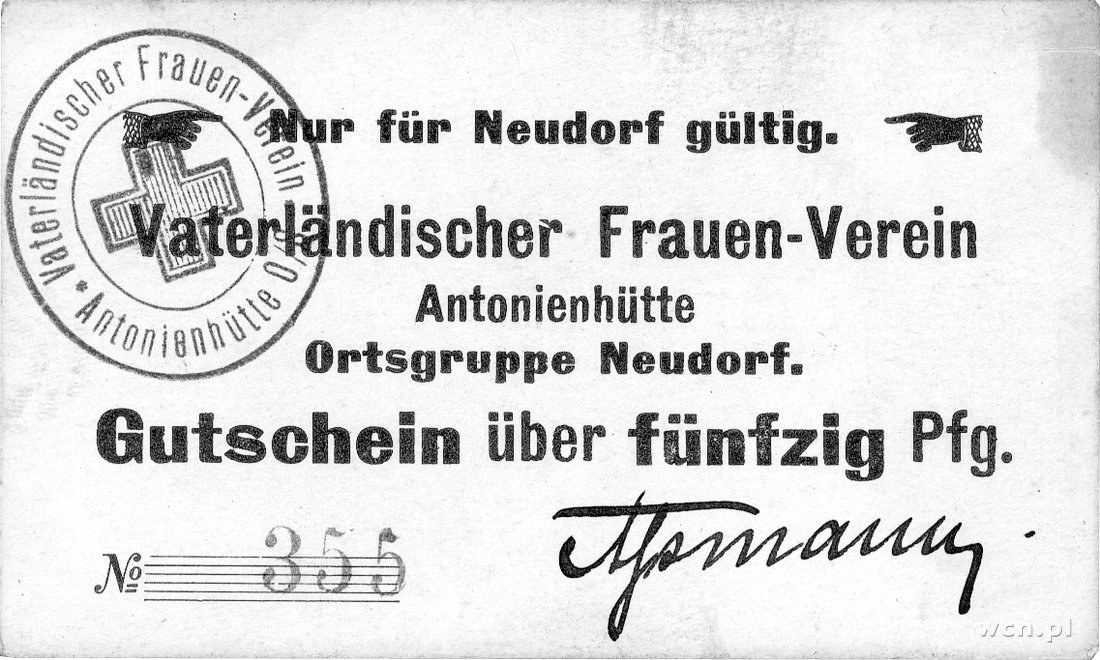 Vaterländischer Frauen-Verein
* Antonienhütte O/S
Nur für Neudorf gültig.
Vaterländischer Frauen-Verein
Antonienhütte
Ortsgruppe Neudorf.
Gutschein über fünfzig Pfg.
No 355
wcn.pl